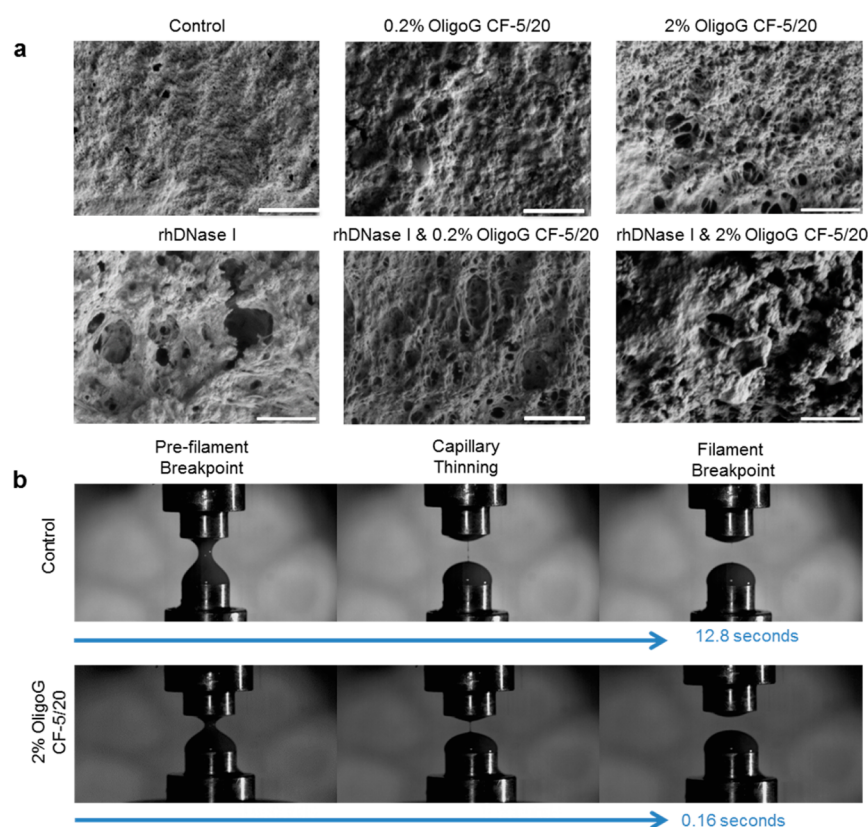 a
Control
0.2% OligoG CF-5/20
2% OligoG CF-5/20
rhDNase I
rhDNase I & 0.2% OligoG CF-5/20
rhDNase I & 2% OligoG CF-5/20
b
Pre-filament
Breakpoint
Capillary
Thinning
Filament
Breakpoint
Control
12.8 seconds
2% OligoG
CF-5/20
0.16 seconds